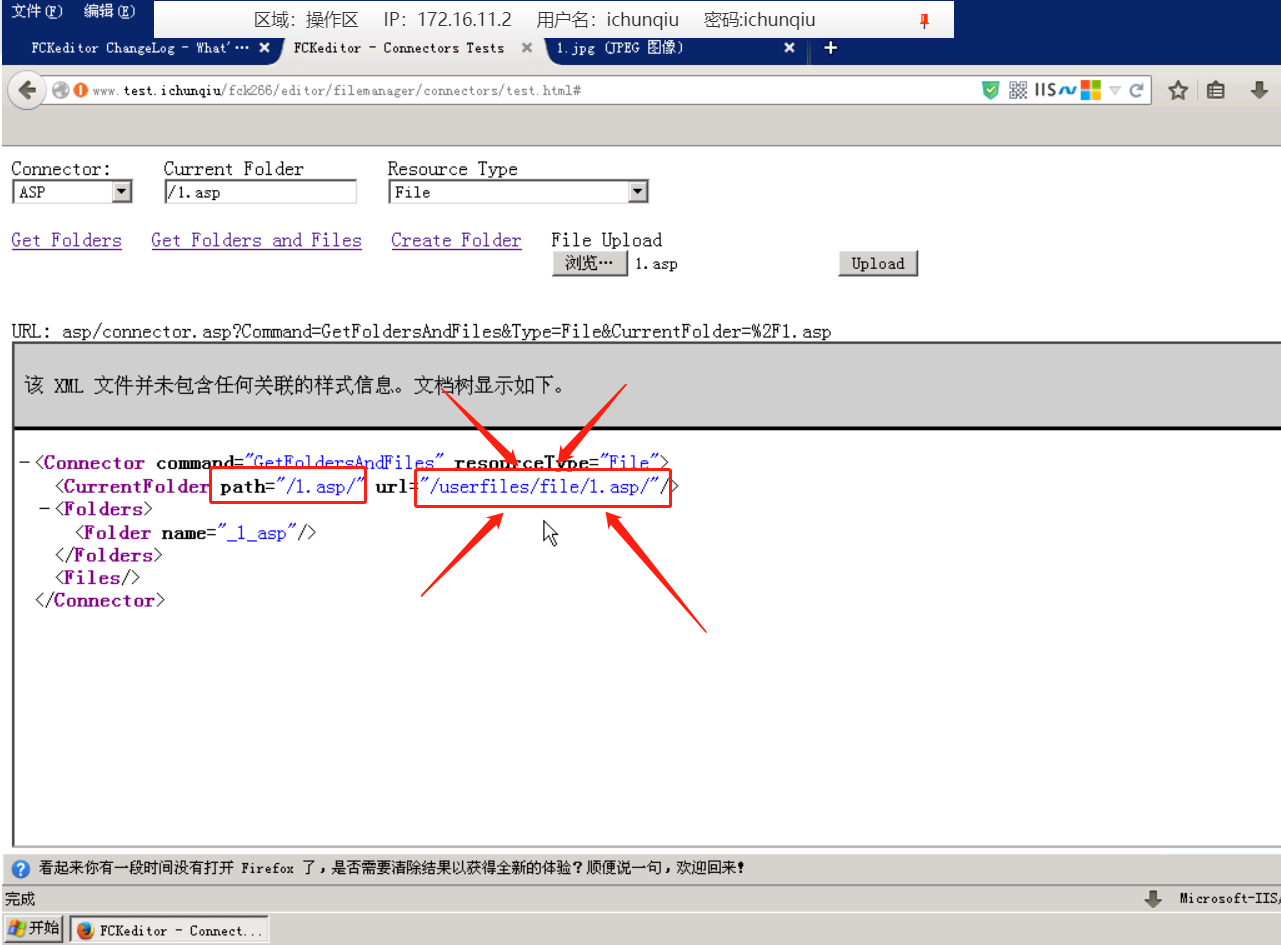 文件(F) 编辑(E)
区域：操作区 IP：172.16.11.2 用户名：ichunqiu 密码:ichunqiu
FCKeditor ChangeLog - What'⋯ × FCKeditor - Connectors Tests × 1.jpg (JPEG 图像) × +
www.test.ichunqiu/fck266/editor/filemanager/connectors/test.html# IIS
Connector: Current Folder Resource Type
ASP /1.asp File
Get Folders Get Folders and Files Create Folder File Upload
浏览⋯ 1.asp Upload
URL: asp/connector.asp?Command=GetFoldersAndFiles&Type=File&CurrentFolder=%2F1.asp
该 XML 文件并未包含任何关联的样式信息。文档树显示如下。
−<Connector command="GetFoldersAndFiles" resourceType="File">
<CurrentFolder path="/1.asp/" url="/userfiles/file/1.asp/"/>
−<Folders>
<Folder name="_1_asp"/>
</Folders>
<Files/>
</Connector>
看起来你有一段时间没有打开 Firefox 了，是否需要清除结果以获得全新的体验？顺便说一句，欢迎回来！
完成 Microsoft-IIS/
开始 FCKeditor - Connect...